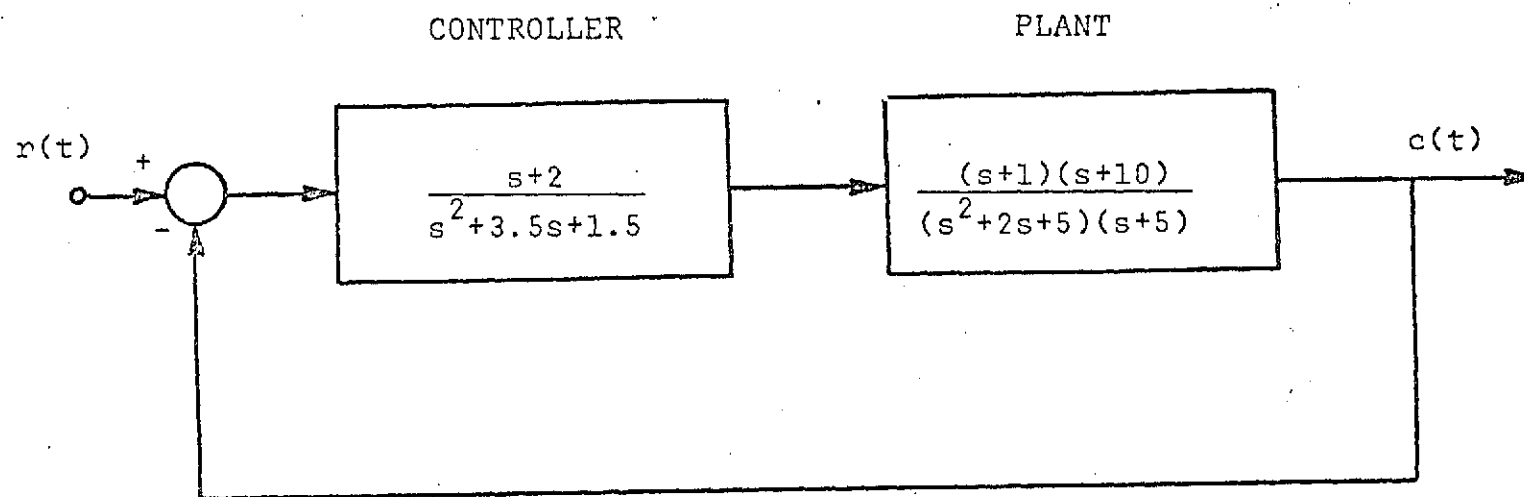 CONTROLLER
PLANT
r(t)
+
-
s+2
s²+3.5s+1.5
(s+1)(s+10)
(s²+2s+5)(s+5)
c(t)